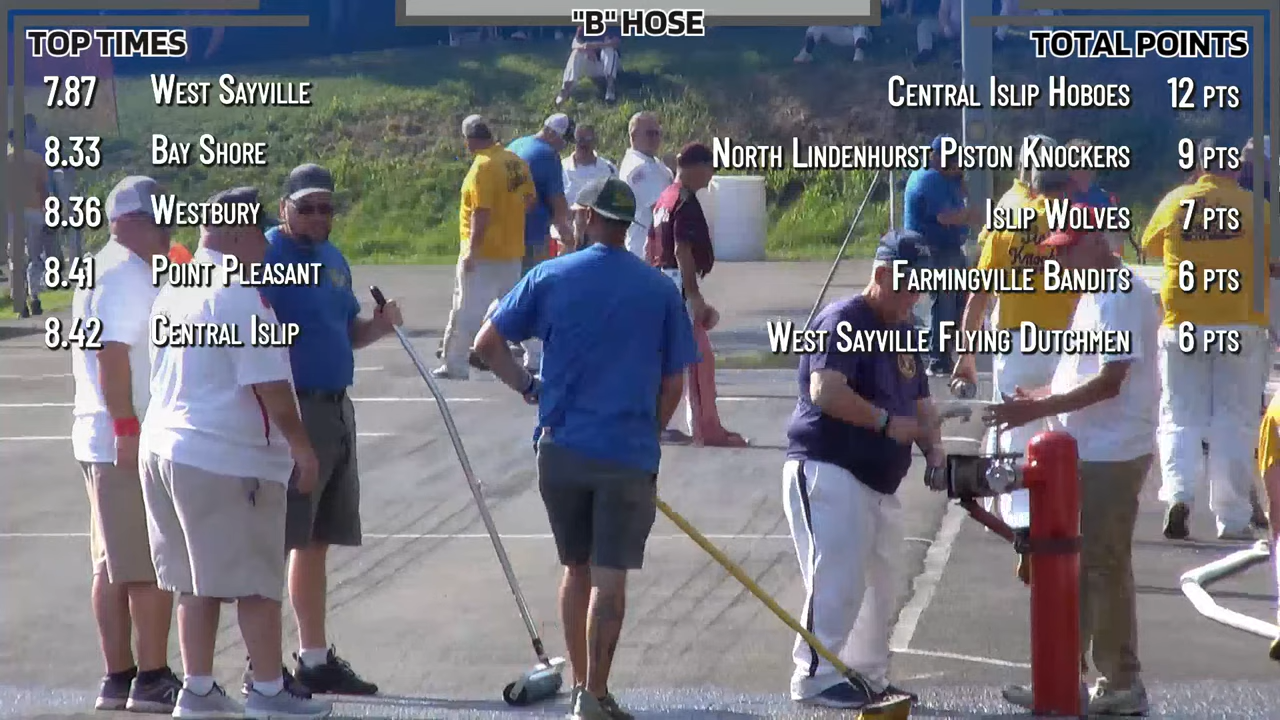 "B" HOSE
TOP TIMES
7.87 WEST SAYVILLE
8.33 BAY SHORE
8.36 WESTBURY
8.41 POINT PLEASANT
8.42 CENTRAL ISLIP
TOTAL POINTS
CENTRAL ISLIP HOBOES 12 PTS
NORTH LINDENHURST PISTON KNOCKERS 9 PTS
ISLIP WOLVES 7 PTS
FARMINGVILLE BANDITS 6 PTS
WEST SAYVILLE FLYING DUTCHMEN 6 PTS